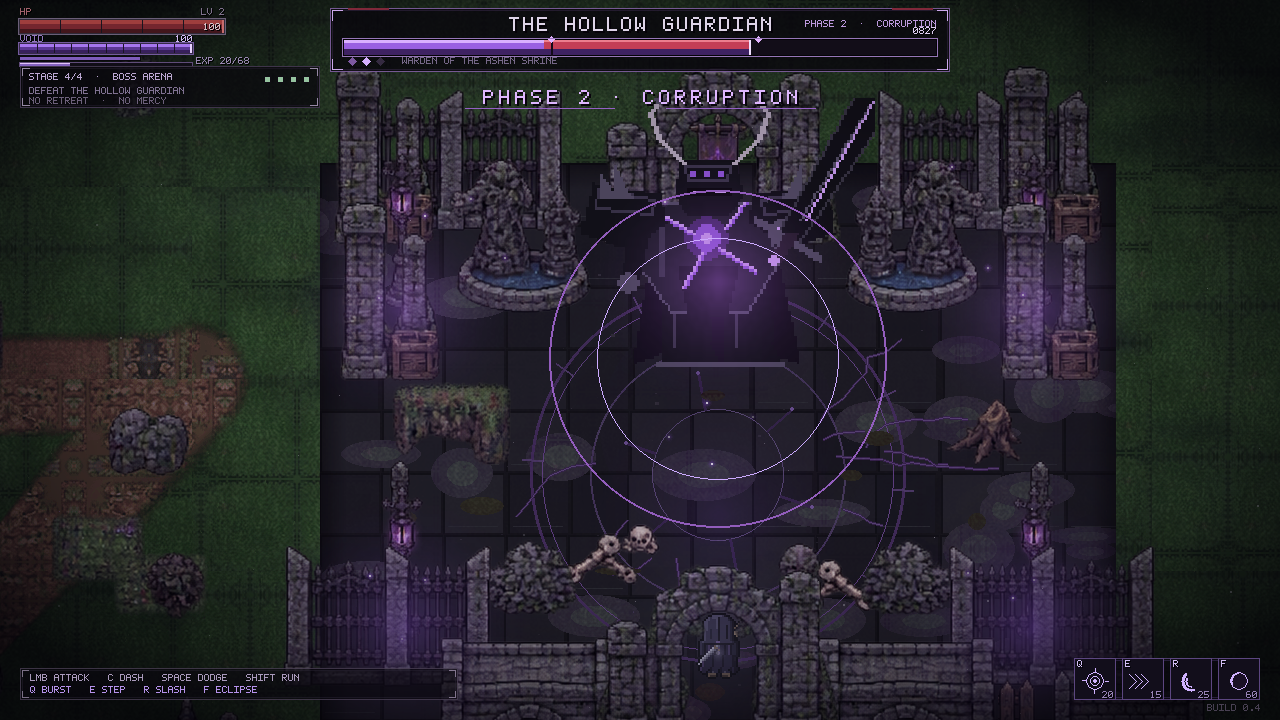 HP LV 2
100
VOID 100
EXP 20/68
STAGE 4/4 · BOSS ARENA
DEFEAT THE HOLLOW GUARDIAN
NO RETREAT · NO MERCY
THE HOLLOW GUARDIAN
PHASE 2 · CORRUPTION
0827
WARDEN OF THE ASHEN SHRINE
PHASE 2 · CORRUPTION
LMB ATTACK C DASH SPACE DODGE SHIFT RUN
Q BURST E STEP R SLASH F ECLIPSE
Q E R F
20 15 25 60
BUILD 0.4